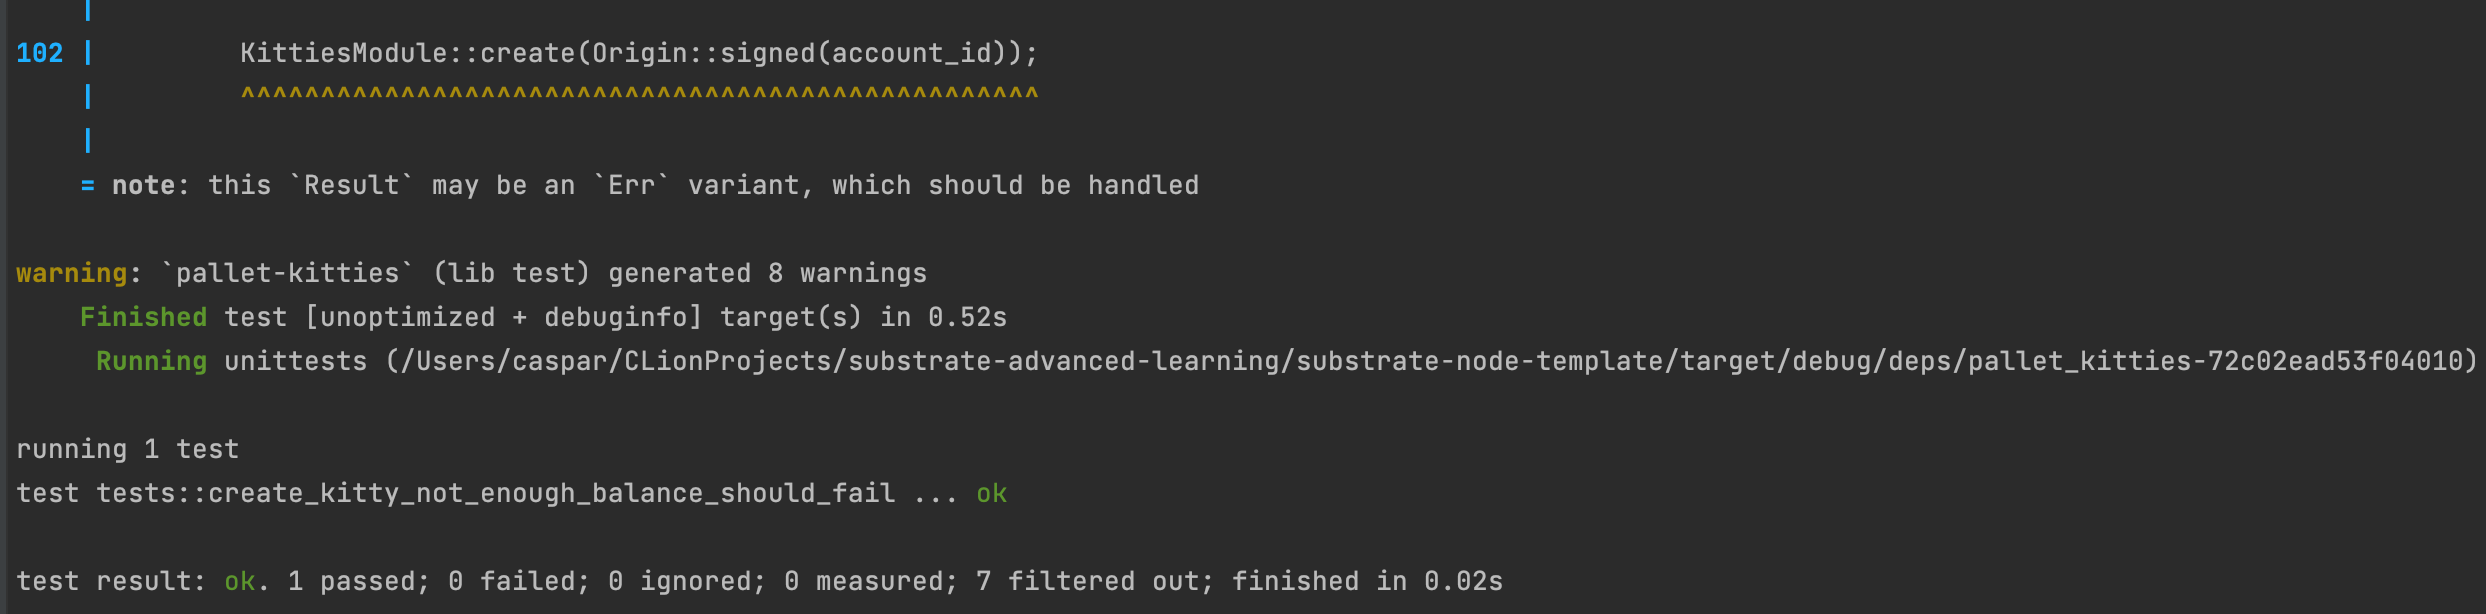 |
102 |         KittiesModule::create(Origin::signed(account_id));
    |         ^^^^^^^^^^^^^^^^^^^^^^^^^^^^^^^^^^^^^^^^^^^^^^^^^^
    |
    = note: this `Result` may be an `Err` variant, which should be handled
warning: `pallet-kitties` (lib test) generated 8 warnings
    Finished test [unoptimized + debuginfo] target(s) in 0.52s
     Running unittests (/Users/caspar/CLionProjects/substrate-advanced-learning/substrate-node-template/target/debug/deps/pallet_kitties-72c02ead53f04010)
running 1 test
test tests::create_kitty_not_enough_balance_should_fail ... ok
test result: ok. 1 passed; 0 failed; 0 ignored; 0 measured; 7 filtered out; finished in 0.02s